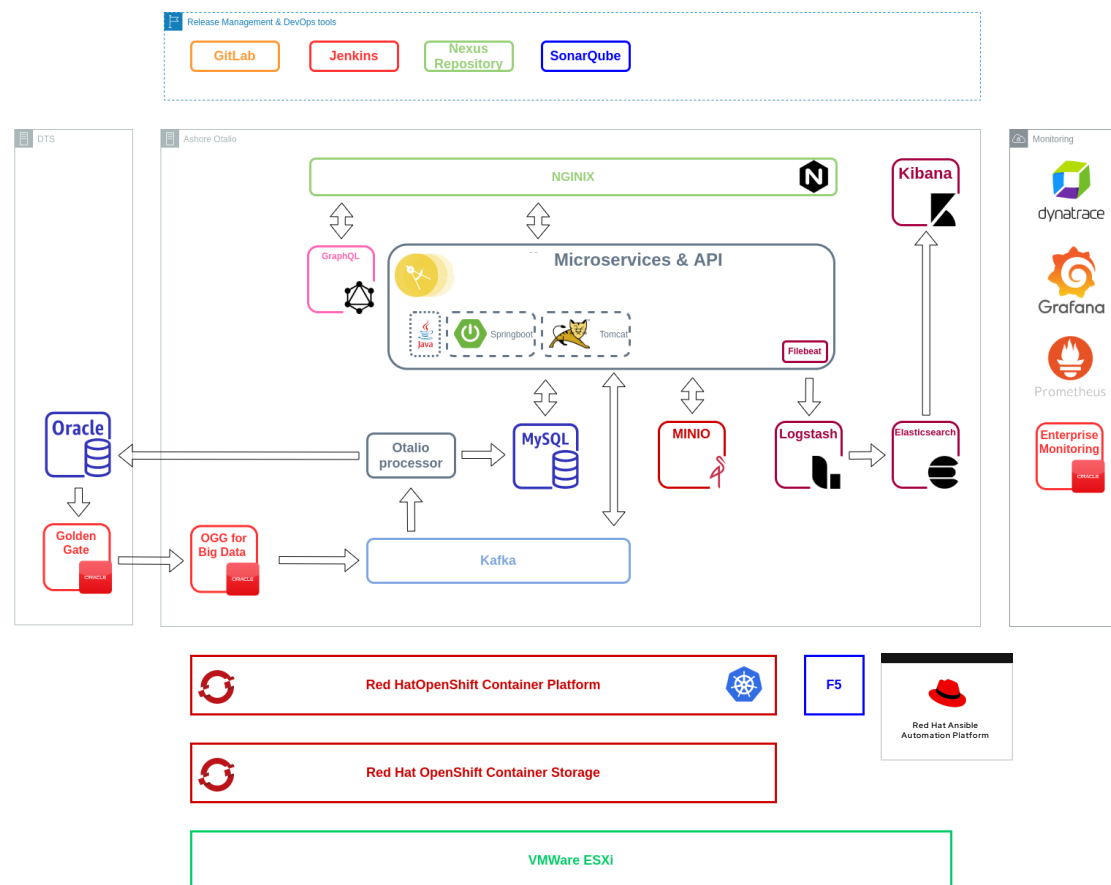 Release Management & DevOps tools
GitLab
Jenkins
Nexus
Repository
SonarQube
DTS
Ashore Otalio
Monitoring
NGINIX
Kibana
dynatrace
GraphQL
Microservices & API
Grafana
Java
Springboot
Tomcat
Filebeat
Prometheus
Oracle
Otalio
processor
MySQL
MINIO
Logstash
Elasticsearch
Enterprise
Monitoring
ORACLE
Golden
Gate
ORACLE
OGG for
Big Data
ORACLE
Kafka
Red HatOpenShift Container Platform
F5
Red Hat Ansible
Automation Platform
Red Hat OpenShift Container Storage
VMWare ESXi